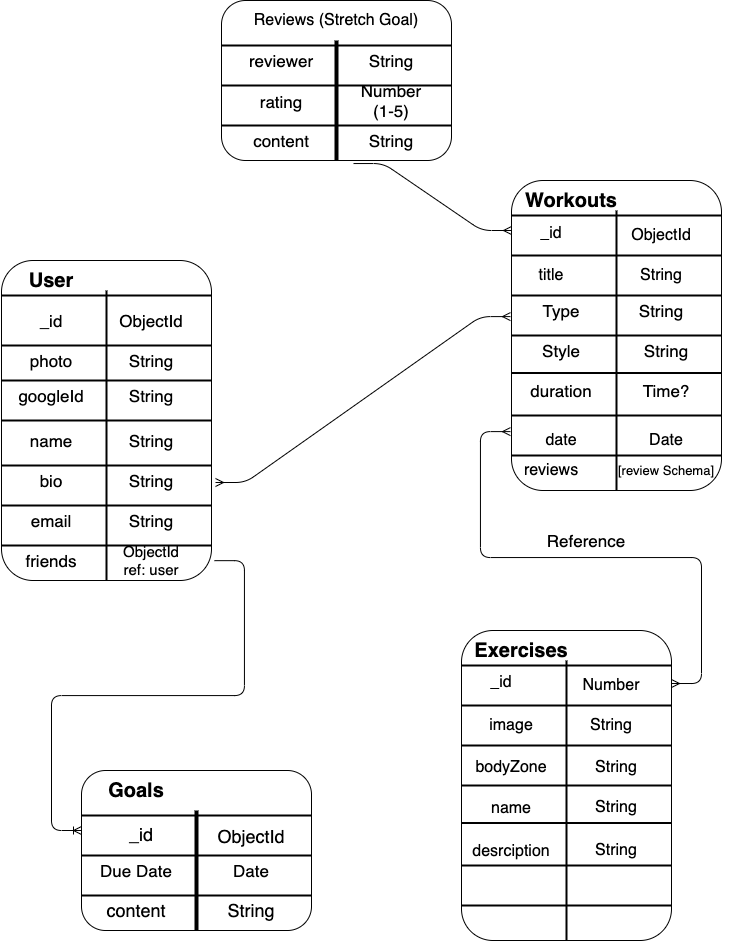 Reviews (Stretch Goal)
reviewer String
rating Number
(1-5)
content String
Workouts
_id ObjectId
title String
Type String
Style String
duration Time?
date Date
reviews [review Schema]
User
_id ObjectId
photo String
googleId String
name String
bio String
email String
friends ObjectId
ref: user
Reference
Exercises
_id Number
image String
bodyZone String
name String
desrciption String
Goals
_id ObjectId
Due Date Date
content String